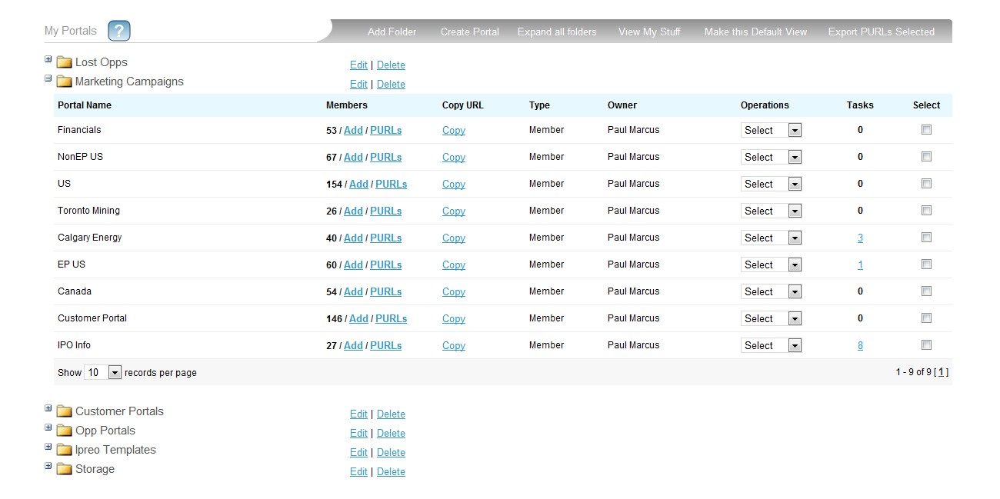 My Portals ? Add Folder Create Portal Expand all folders View My Stuff Make this Default View Export PURLs Selected
Lost Opps Edit | Delete
Marketing Campaigns Edit | Delete
Portal Name Members Copy URL Type Owner Operations Tasks Select
Financials 53 / Add / PURLs Copy Member Paul Marcus Select 0
NonEP US 67 / Add / PURLs Copy Member Paul Marcus Select 0
US 154 / Add / PURLs Copy Member Paul Marcus Select 0
Toronto Mining 26 / Add / PURLs Copy Member Paul Marcus Select 0
Calgary Energy 40 / Add / PURLs Copy Member Paul Marcus Select 3
EP US 60 / Add / PURLs Copy Member Paul Marcus Select 1
Canada 54 / Add / PURLs Copy Member Paul Marcus Select 0
Customer Portal 146 / Add / PURLs Copy Member Paul Marcus Select 0
IPO Info 27 / Add / PURLs Copy Member Paul Marcus Select 8
Show 10 records per page 1 - 9 of 9 [ 1 ]
Customer Portals Edit | Delete
Opp Portals Edit | Delete
Ipreo Templates Edit | Delete
Storage Edit | Delete